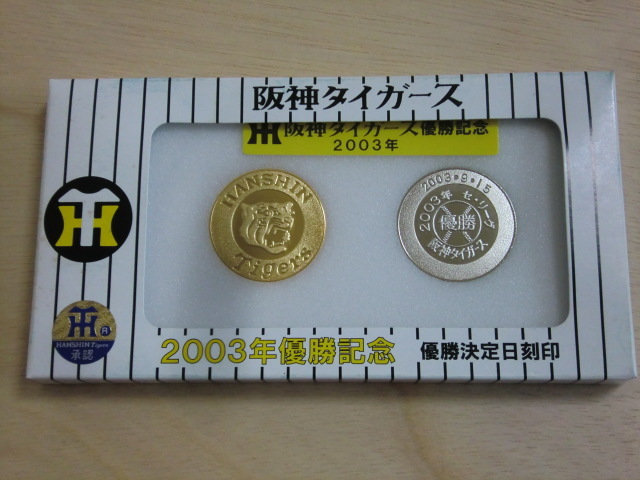 阪神タイガース
阪神タイガース優勝記念
2003年
HANSHIN
Tigers
2003・9・15
2003年 セ・リーグ
優勝
阪神タイガース
HT
HT
R
HANSHIN Tigers
承認
2003年優勝記念
優勝決定日刻印